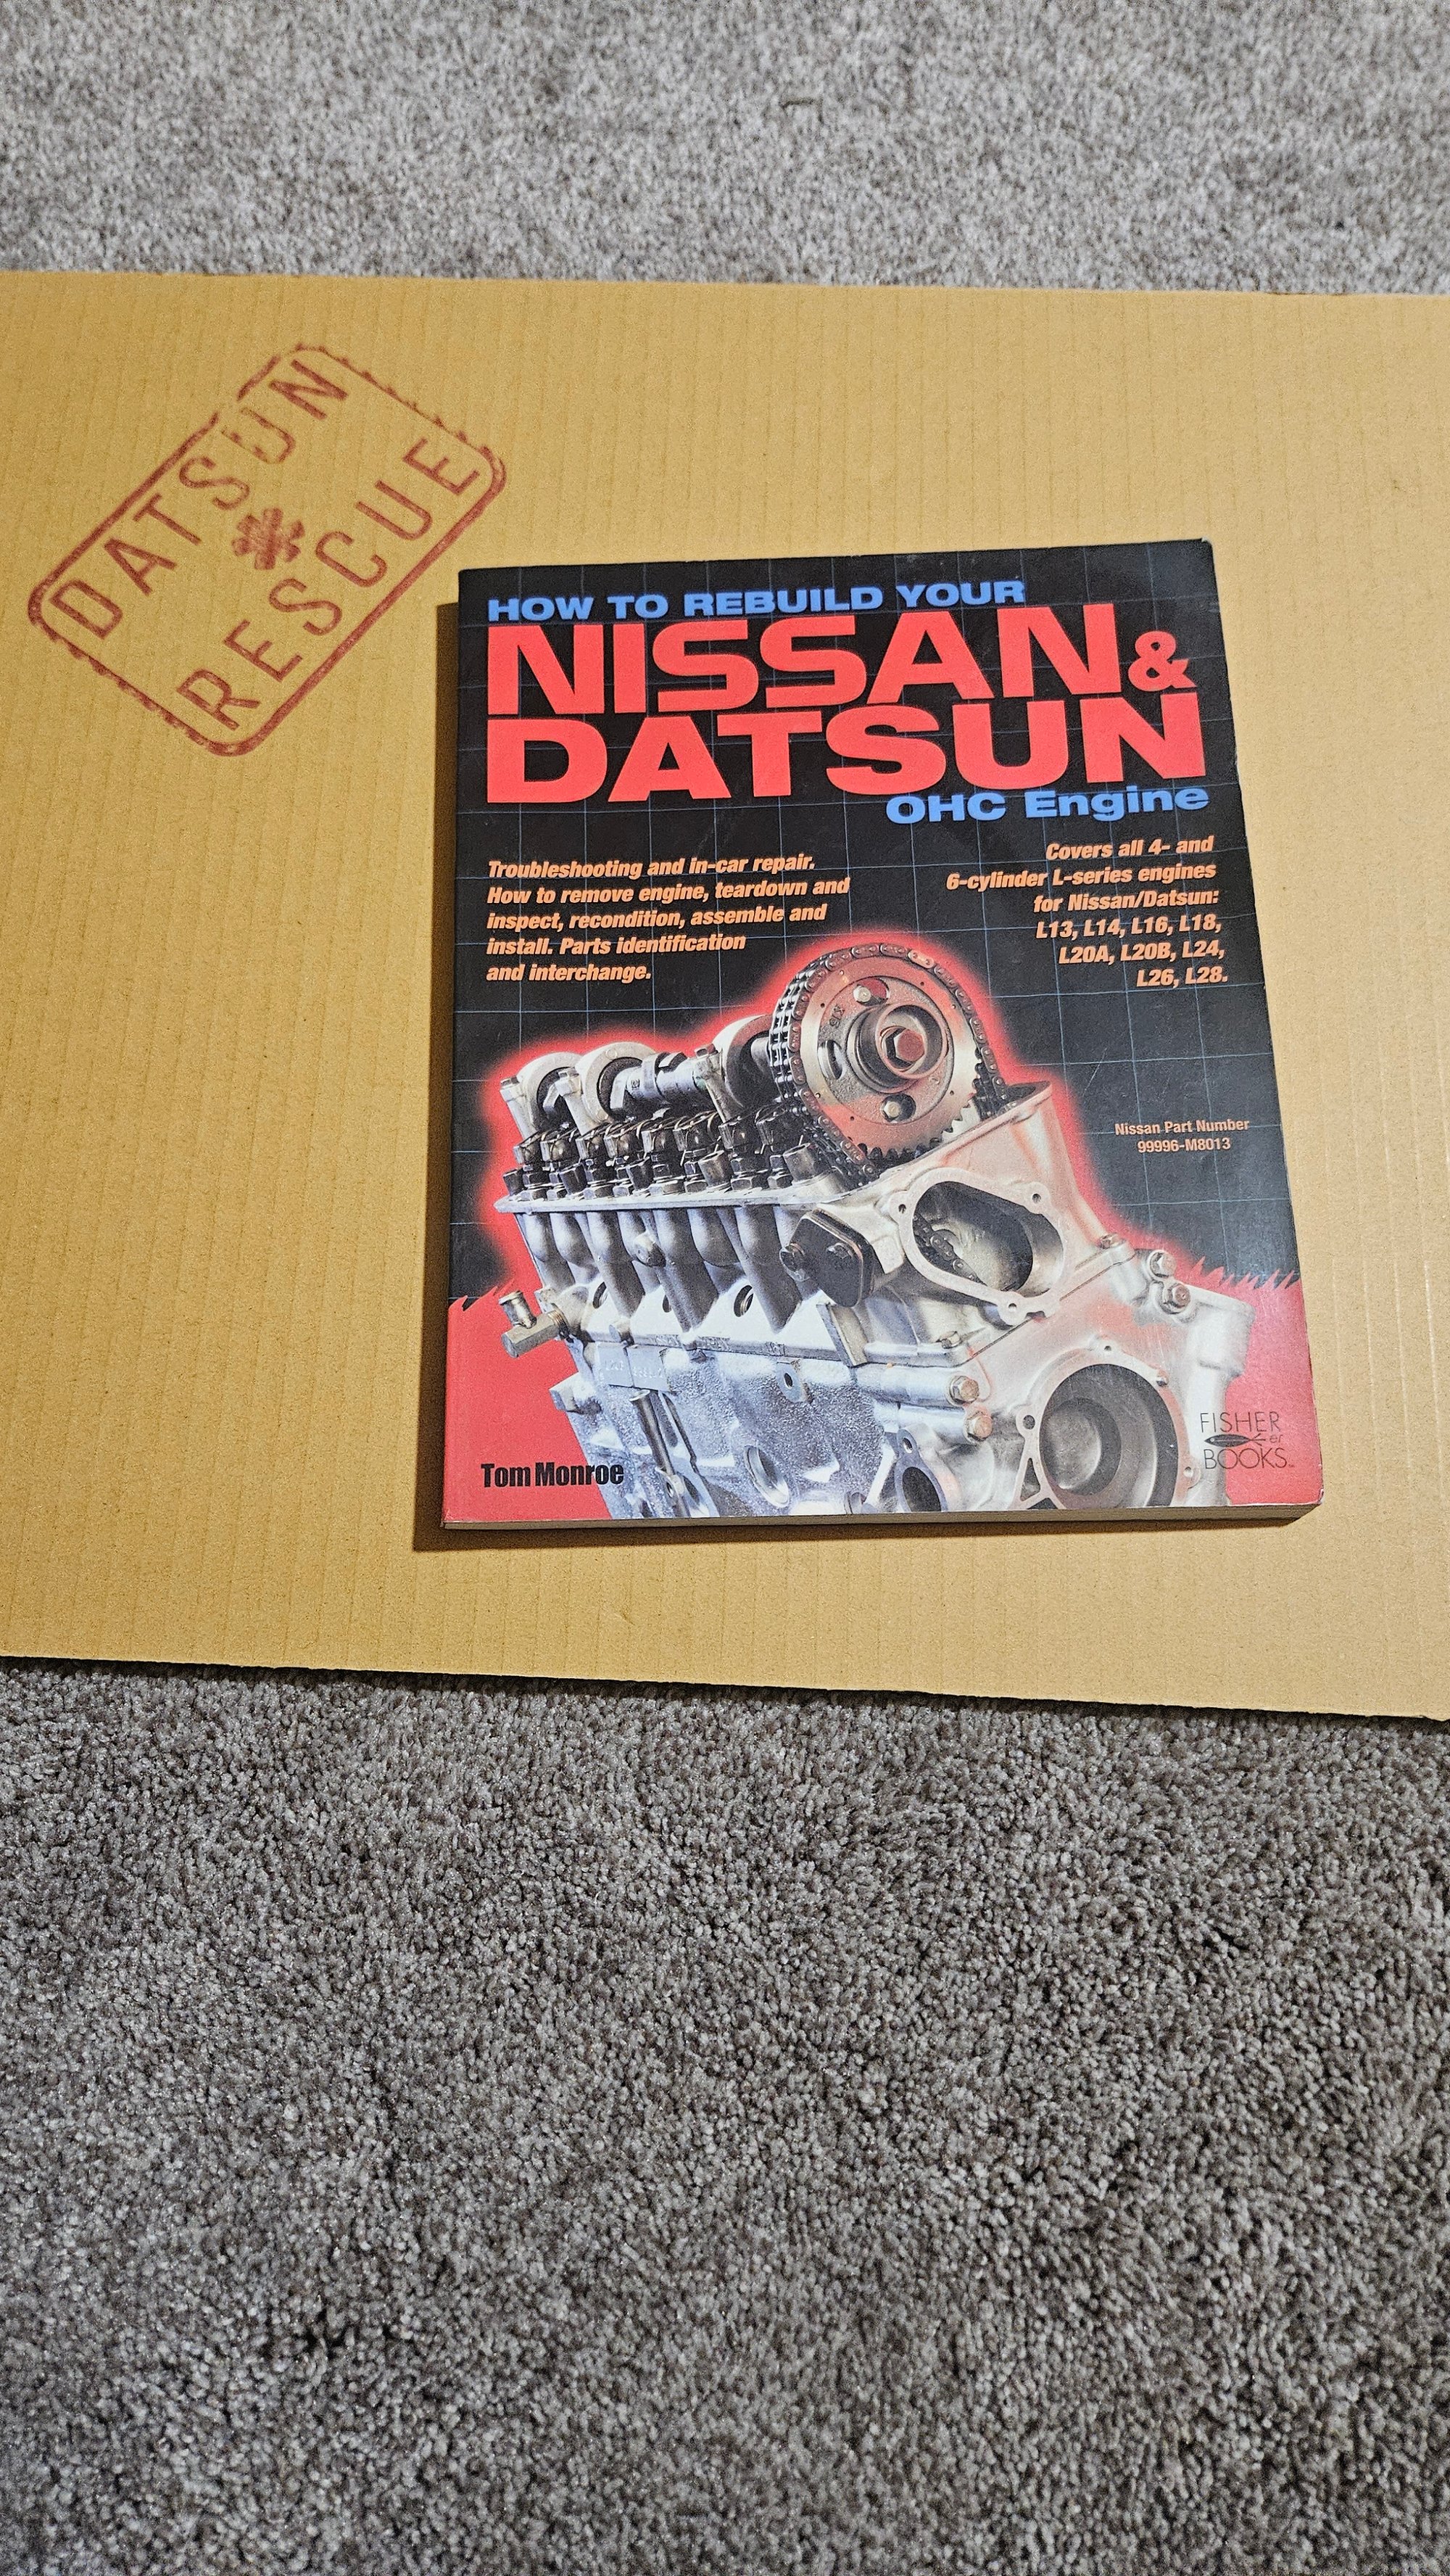 DATSUN
RESCUE
HOW TO REBUILD YOUR
NISSAN &
DATSUN
OHC Engine
Troubleshooting and in-car repair.
How to remove engine, teardown and
inspect, recondition, assemble and
install. Parts identification
and interchange.
Covers all 4- and
6-cylinder L-series engines
for Nissan/Datsun:
L13, L14, L16, L18,
L20A, L20B, L24,
L26, L28.
Nissan Part Number
99996-M8013
Tom Monroe
FISHER
BOOKS